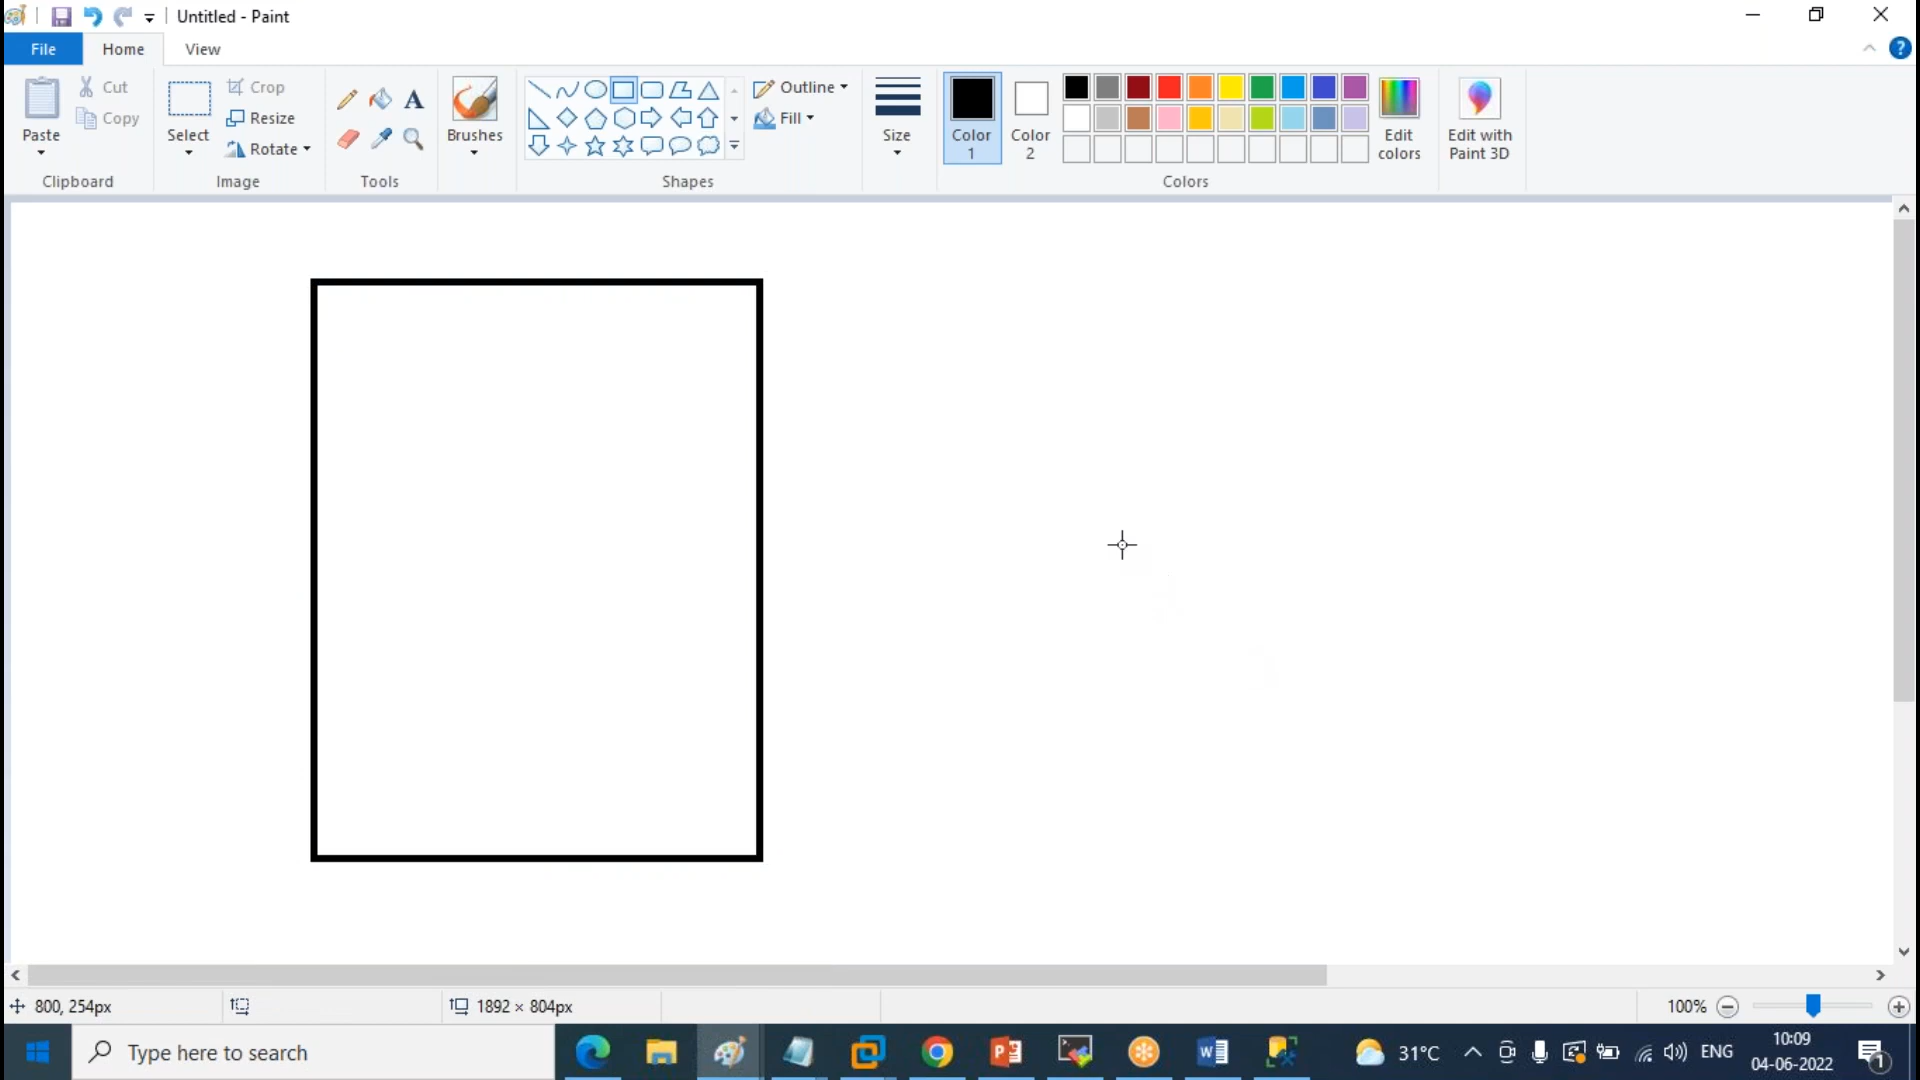 Untitled - Paint
File
Home
View
Paste
Cut
Copy
Clipboard
Select
Crop
Resize
Rotate
Image
A
Tools
Brushes
Shapes
Outline
Fill
Size
Color
1
Color
2
Edit
colors
Colors
Edit with
Paint 3D
800, 254px
1892 × 804px
100%
Type here to search
31°C
ENG
10:09
04-06-2022
1